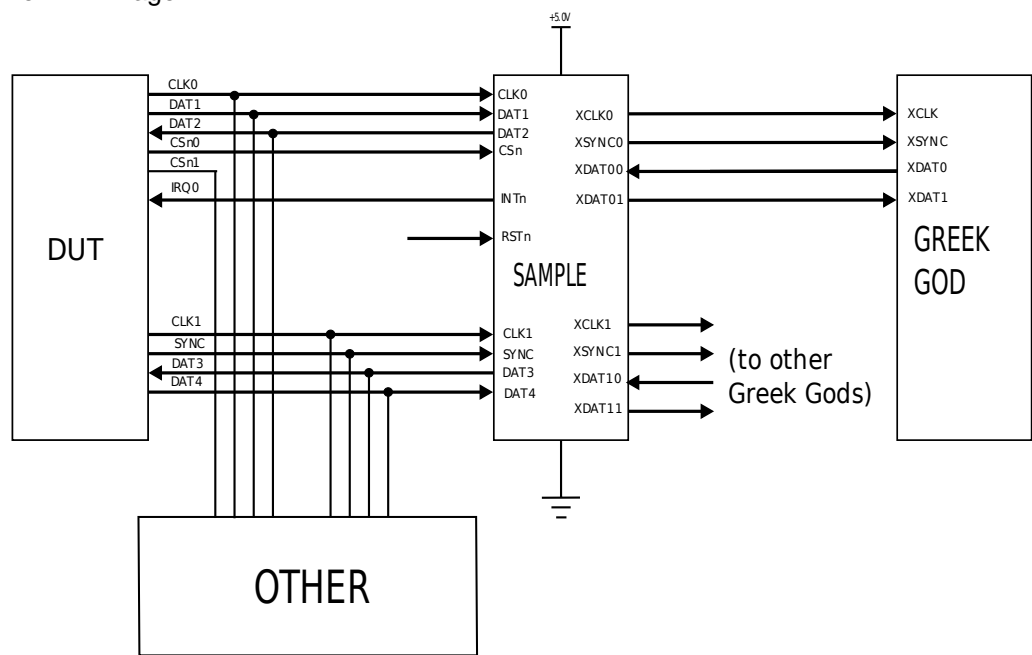 +5.0V
CLK0
DAT1
DAT2
CSn0
CSn1
IRQ0
DUT
CLK1
SYNC
DAT3
DAT4
CLK0
DAT1
DAT2
CSn
INTn
RSTn
SAMPLE
CLK1
SYNC
DAT3
DAT4
XCLK0
XSYNC0
XDAT00
XDAT01
XCLK1
XSYNC1
XDAT10
XDAT11
(to other
Greek Gods)
XCLK
XSYNC
XDAT0
XDAT1
GREEK
GOD
OTHER